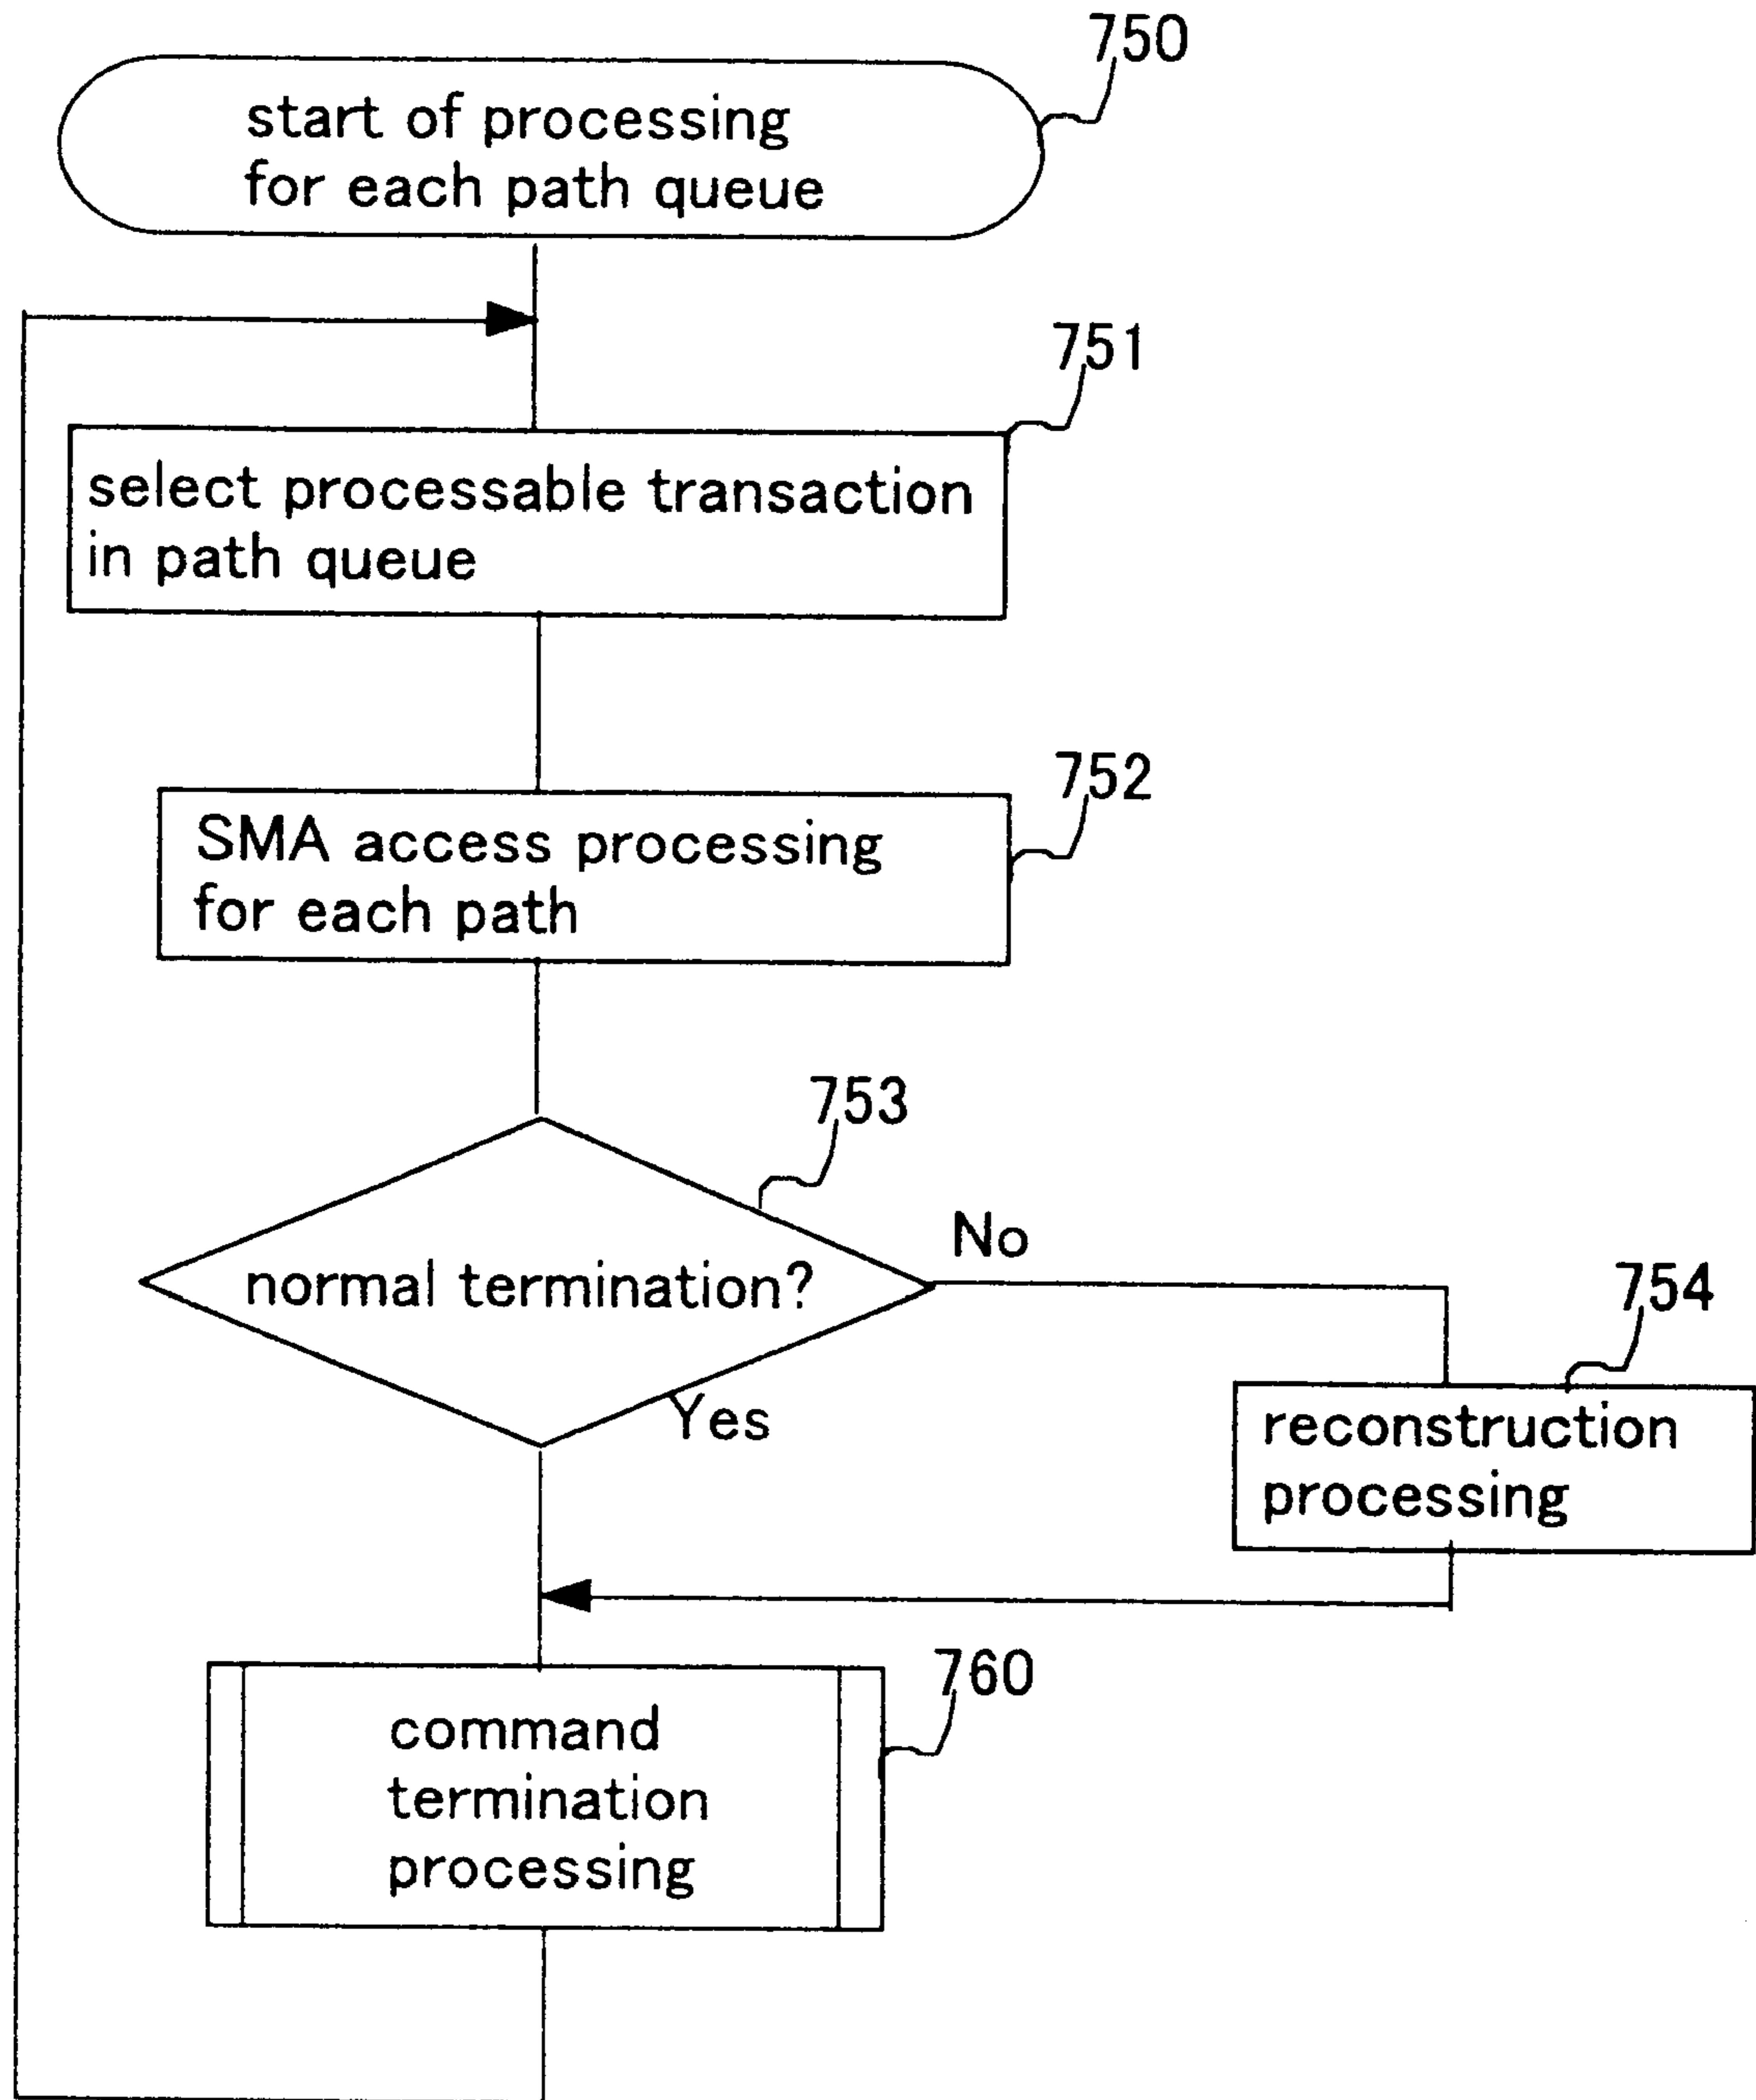 750
start of processing
for each path queue
751
select processable transaction
in path queue
752
SMA access processing
for each path
753
normal termination?
No
Yes
754
reconstruction
processing
760
command
termination
processing